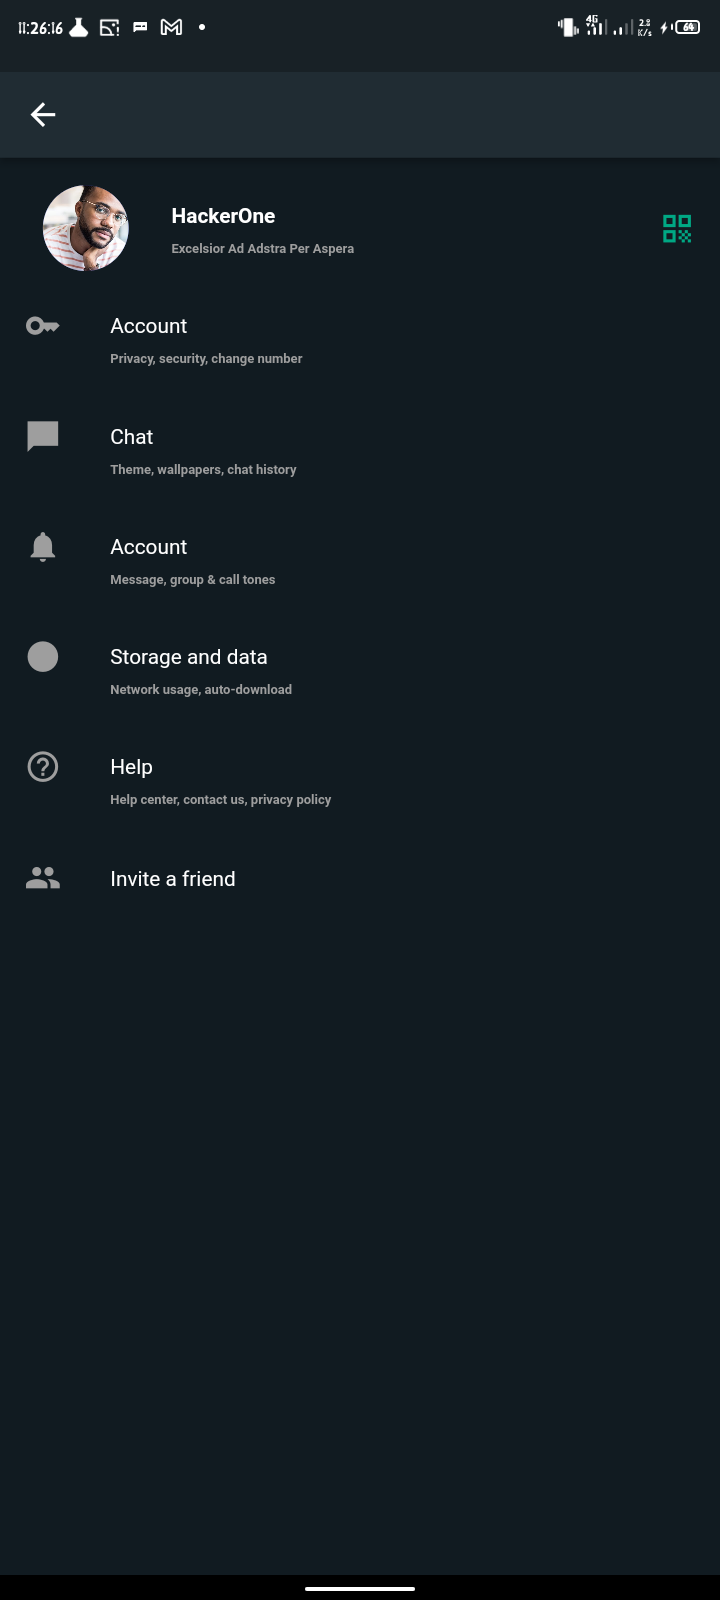 11:26:16
4G
2.8
K/s
64
HackerOne
Excelsior Ad Adstra Per Aspera
Account
Privacy, security, change number
Chat
Theme, wallpapers, chat history
Account
Message, group & call tones
Storage and data
Network usage, auto-download
Help
Help center, contact us, privacy policy
Invite a friend